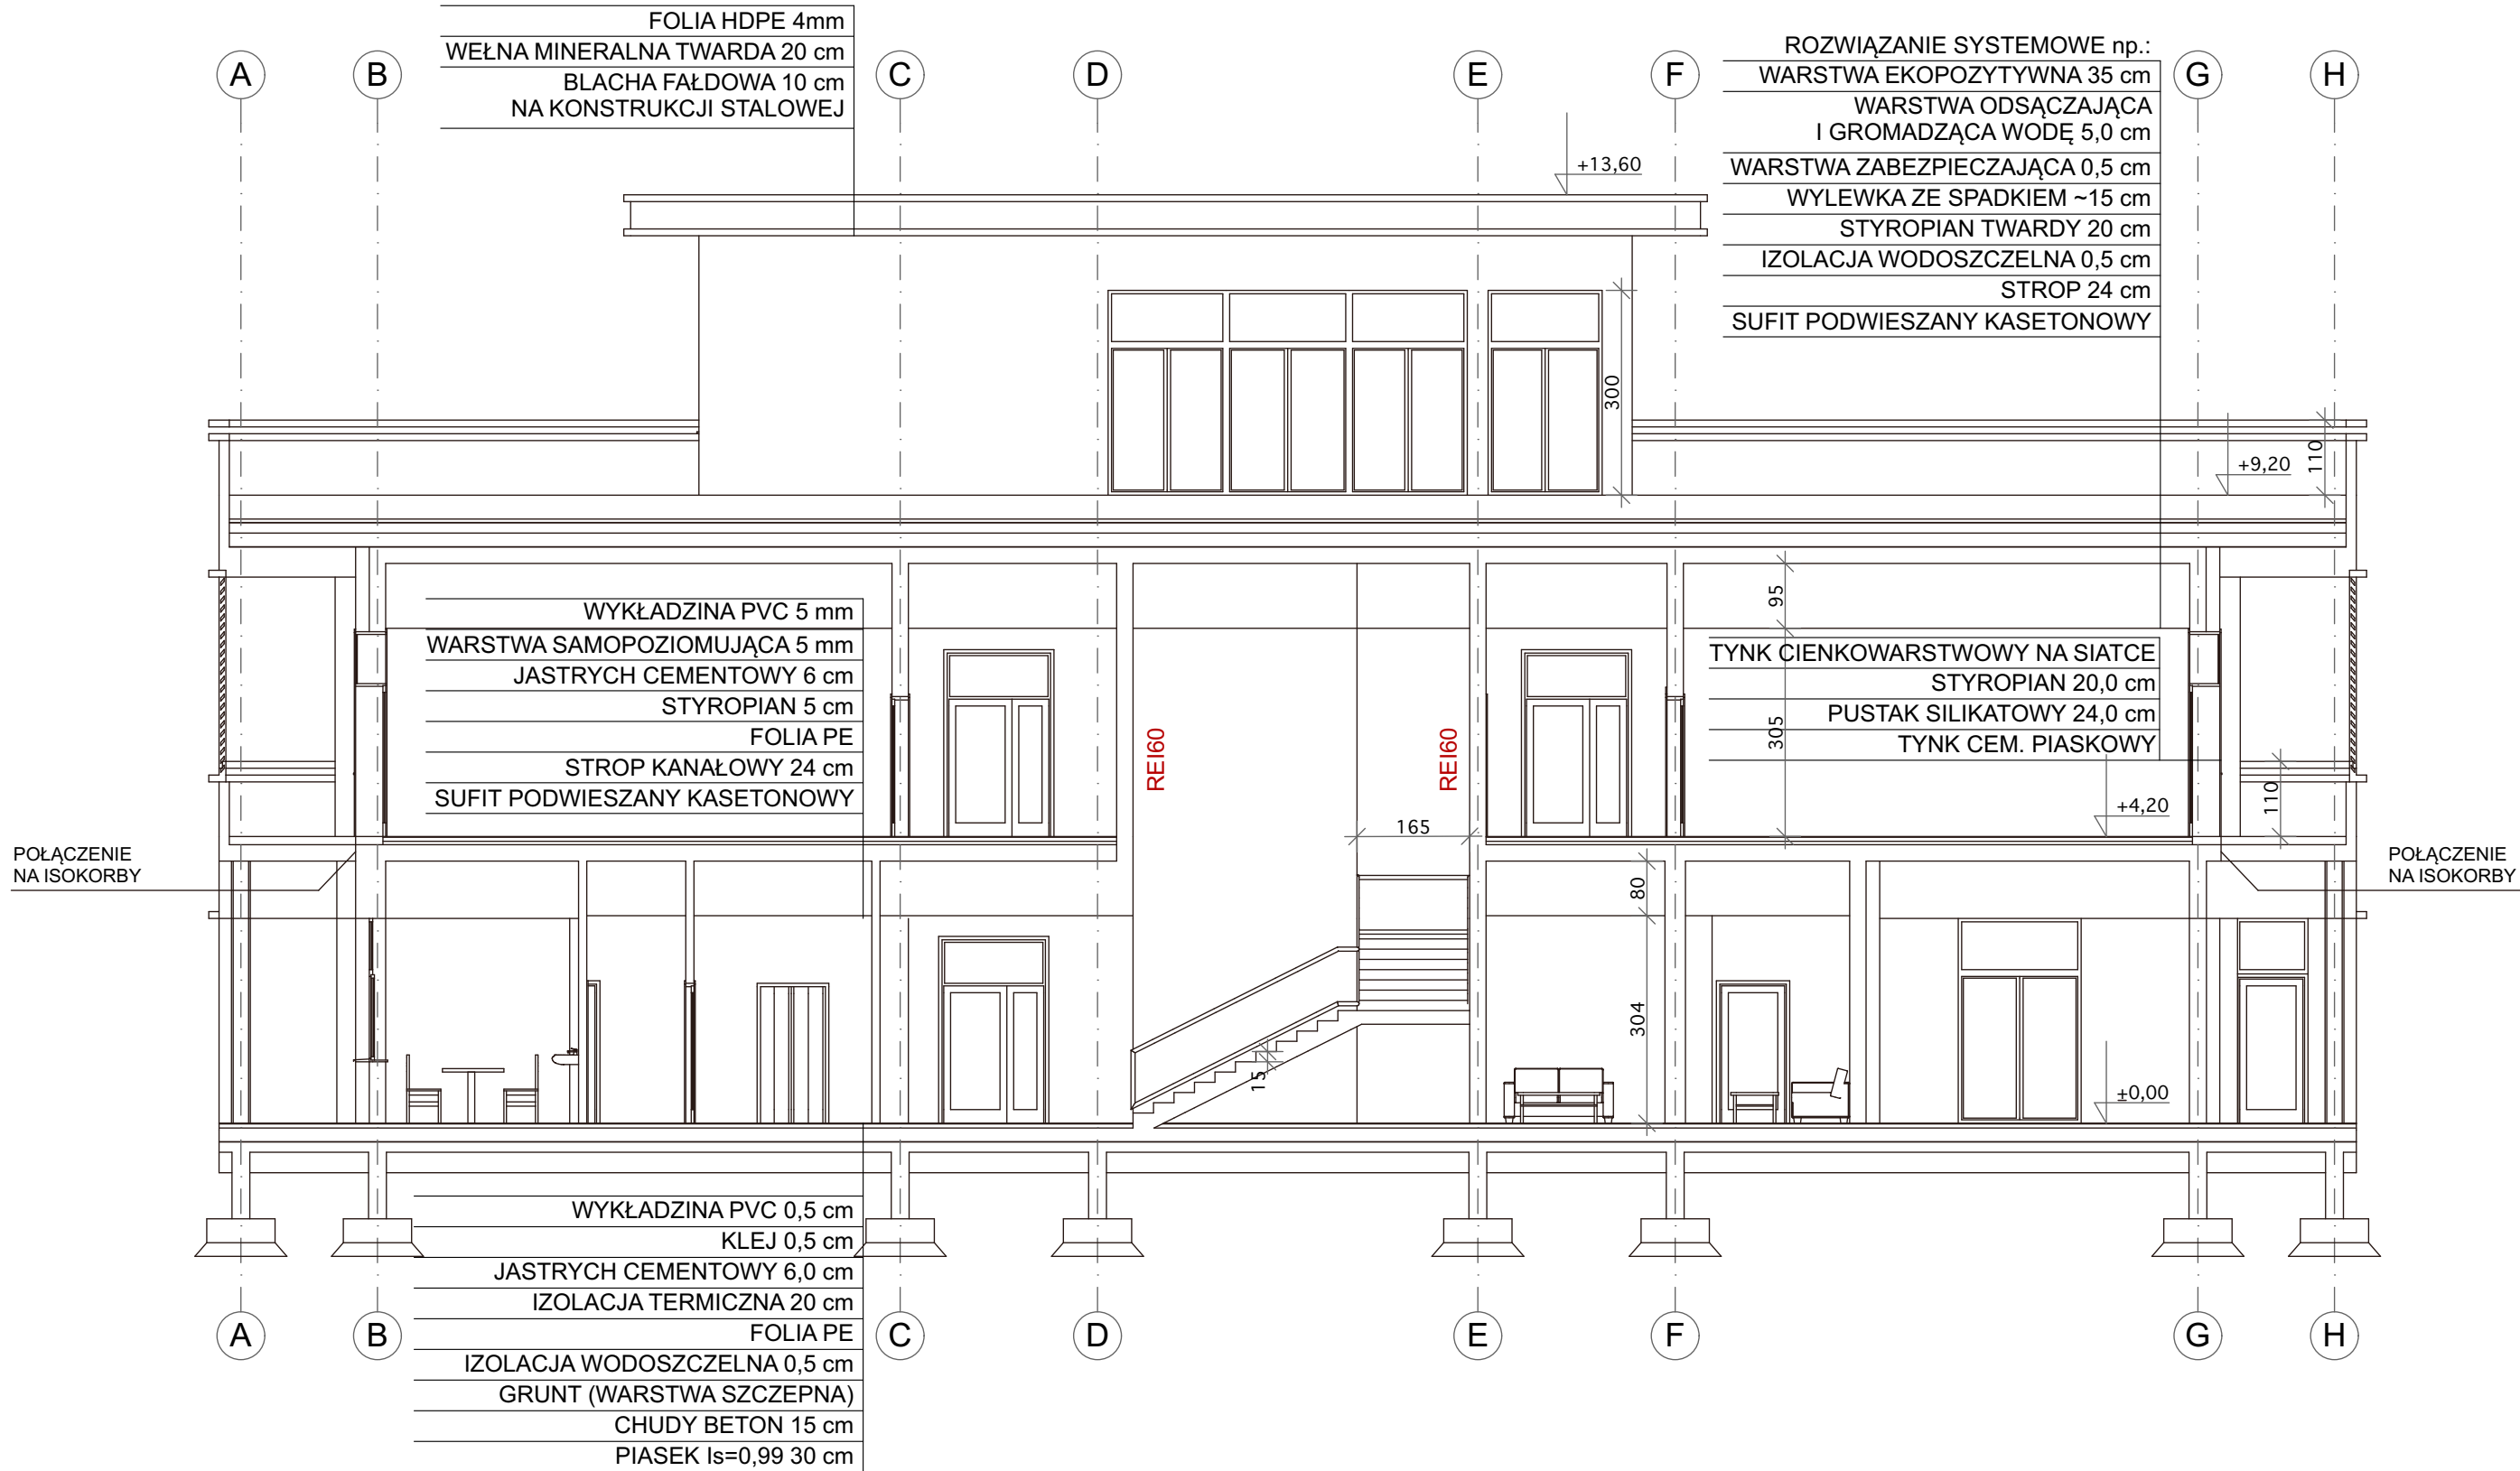 FOLIA HDPE 4mm
WEŁNA MINERALNA TWARDA 20 cm
BLACHA FAŁDOWA 10 cm
NA KONSTRUKCJI STALOWEJ
ROZWIĄZANIE SYSTEMOWE np.:
WARSTWA EKOPOZYTYWNA 35 cm
WARSTWA ODSĄCZAJĄCA
I GROMADZĄCA WODĘ 5,0 cm
WARSTWA ZABEZPIECZAJĄCA 0,5 cm
WYLEWKA ZE SPADKIEM ~15 cm
STYROPIAN TWARDY 20 cm
IZOLACJA WODOSZCZELNA 0,5 cm
STROP 24 cm
SUFIT PODWIESZANY KASETONOWY
A
B
C
D
E
F
G
H
+13,60
300
+9,20
110
WYKŁADZINA PVC 5 mm
WARSTWA SAMOPOZIOMUJĄCA 5 mm
JASTRYCH CEMENTOWY 6 cm
STYROPIAN 5 cm
FOLIA PE
STROP KANAŁOWY 24 cm
SUFIT PODWIESZANY KASETONOWY
REI60
REI60
95
305
TYNK CIENKOWARSTWOWY NA SIATCE
STYROPIAN 20,0 cm
PUSTAK SILIKATOWY 24,0 cm
TYNK CEM. PIASKOWY
+4,20
110
165
POŁĄCZENIE
NA ISOKORBY
POŁĄCZENIE
NA ISOKORBY
80
304
15
±0,00
WYKŁADZINA PVC 0,5 cm
KLEJ 0,5 cm
JASTRYCH CEMENTOWY 6,0 cm
IZOLACJA TERMICZNA 20 cm
FOLIA PE
IZOLACJA WODOSZCZELNA 0,5 cm
GRUNT (WARSTWA SZCZEPNA)
CHUDY BETON 15 cm
PIASEK Is=0,99 30 cm
A
B
C
D
E
F
G
H